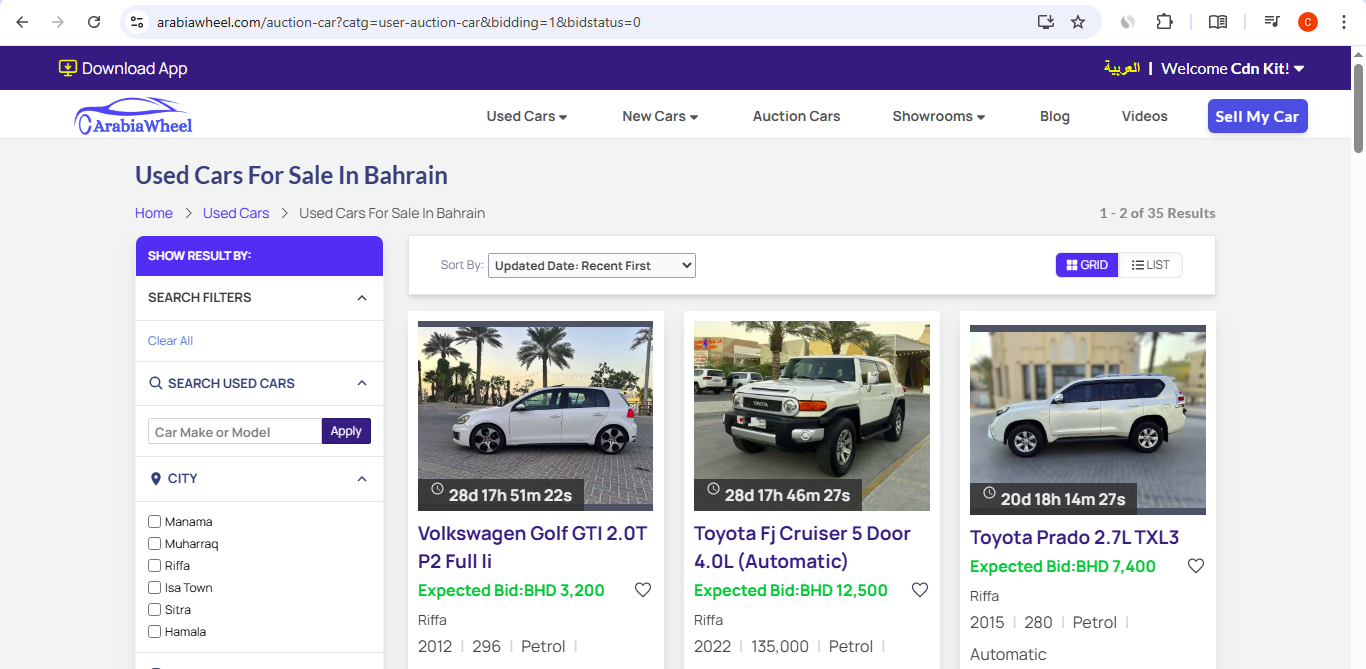 arabiawheel.com/auction-car?catg=user-auction-car&bidding=1&bidstatus=0
C
Download App
العربية | Welcome Cdn Kit!
ArabiaWheel
Used Cars
New Cars
Auction Cars
Showrooms
Blog
Videos
Sell My Car
Used Cars For Sale In Bahrain
Home > Used Cars > Used Cars For Sale In Bahrain
1 - 2 of 35 Results
SHOW RESULT BY:
SEARCH FILTERS
Clear All
SEARCH USED CARS
Car Make or Model
Apply
CITY
Manama
Muharraq
Riffa
Isa Town
Sitra
Hamala
Sort By: Updated Date: Recent First
GRID
LIST
28d 17h 51m 22s
Volkswagen Golf GTI 2.0T
P2 Full li
Expected Bid:BHD 3,200
Riffa
2012 | 296 | Petrol |
TOYOTA
28d 17h 46m 27s
Toyota Fj Cruiser 5 Door
4.0L (Automatic)
Expected Bid:BHD 12,500
Riffa
2022 | 135,000 | Petrol |
20d 18h 14m 27s
Toyota Prado 2.7L TXL3
Expected Bid:BHD 7,400
Riffa
2015 | 280 | Petrol |
Automatic